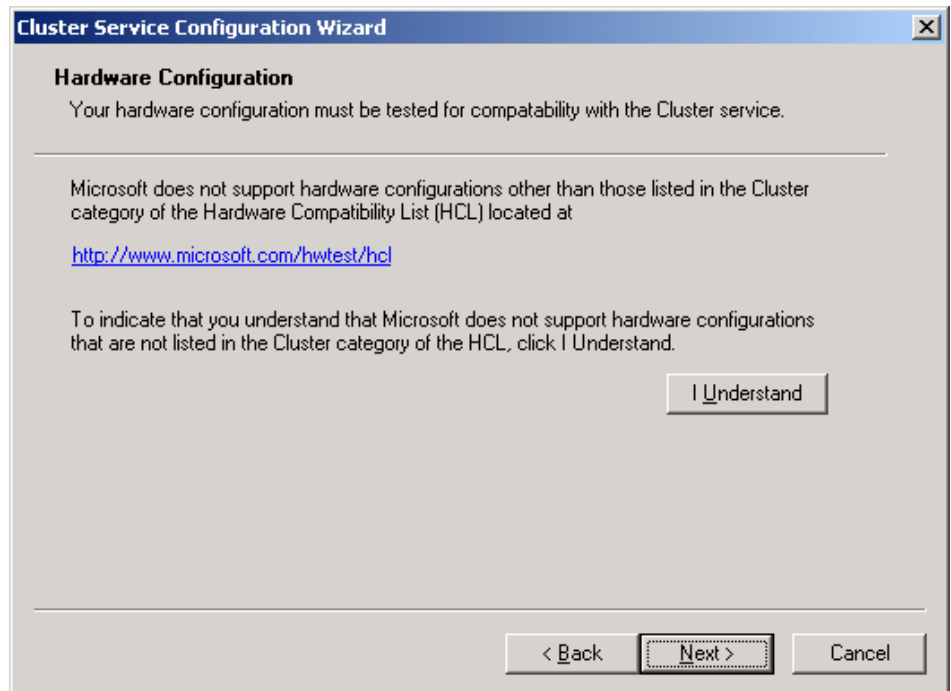 Cluster Service Configuration Wizard
Hardware Configuration
Your hardware configuration must be tested for compatability with the Cluster service.
Microsoft does not support hardware configurations other than those listed in the Cluster
category of the Hardware Compatibility List (HCL) located at
http://www.microsoft.com/hwtest/hcl
To indicate that you understand that Microsoft does not support hardware configurations
that are not listed in the Cluster category of the HCL, click I Understand.
I Understand
< Back Next > Cancel